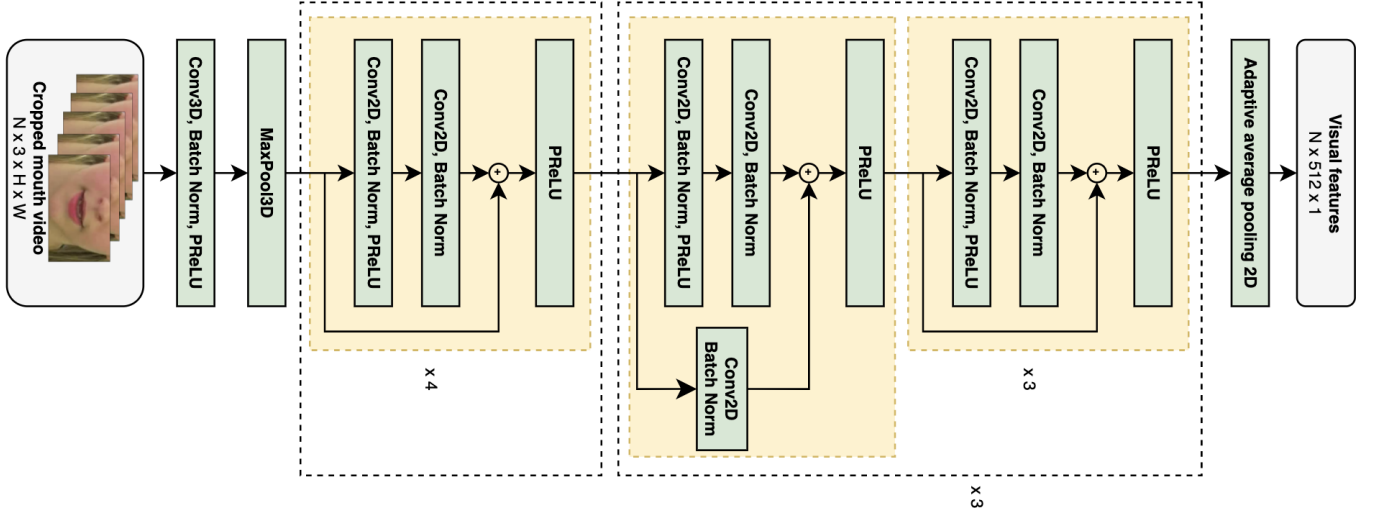 Cropped mouth video
N x 3 x H x W
Conv3D, Batch Norm, PReLU
MaxPool3D
Conv2D, Batch Norm, PReLU
Conv2D, Batch Norm
+
PReLU
x 4
Conv2D, Batch Norm, PReLU
Conv2D, Batch Norm
+
PReLU
Conv2D
Batch Norm
Conv2D, Batch Norm, PReLU
Conv2D, Batch Norm
+
PReLU
x 3
x 3
Adaptive average pooling 2D
Visual features
N x 512 x 1